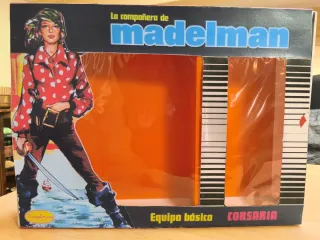 La compañera de
madelman
Equipo básico CORSARIA